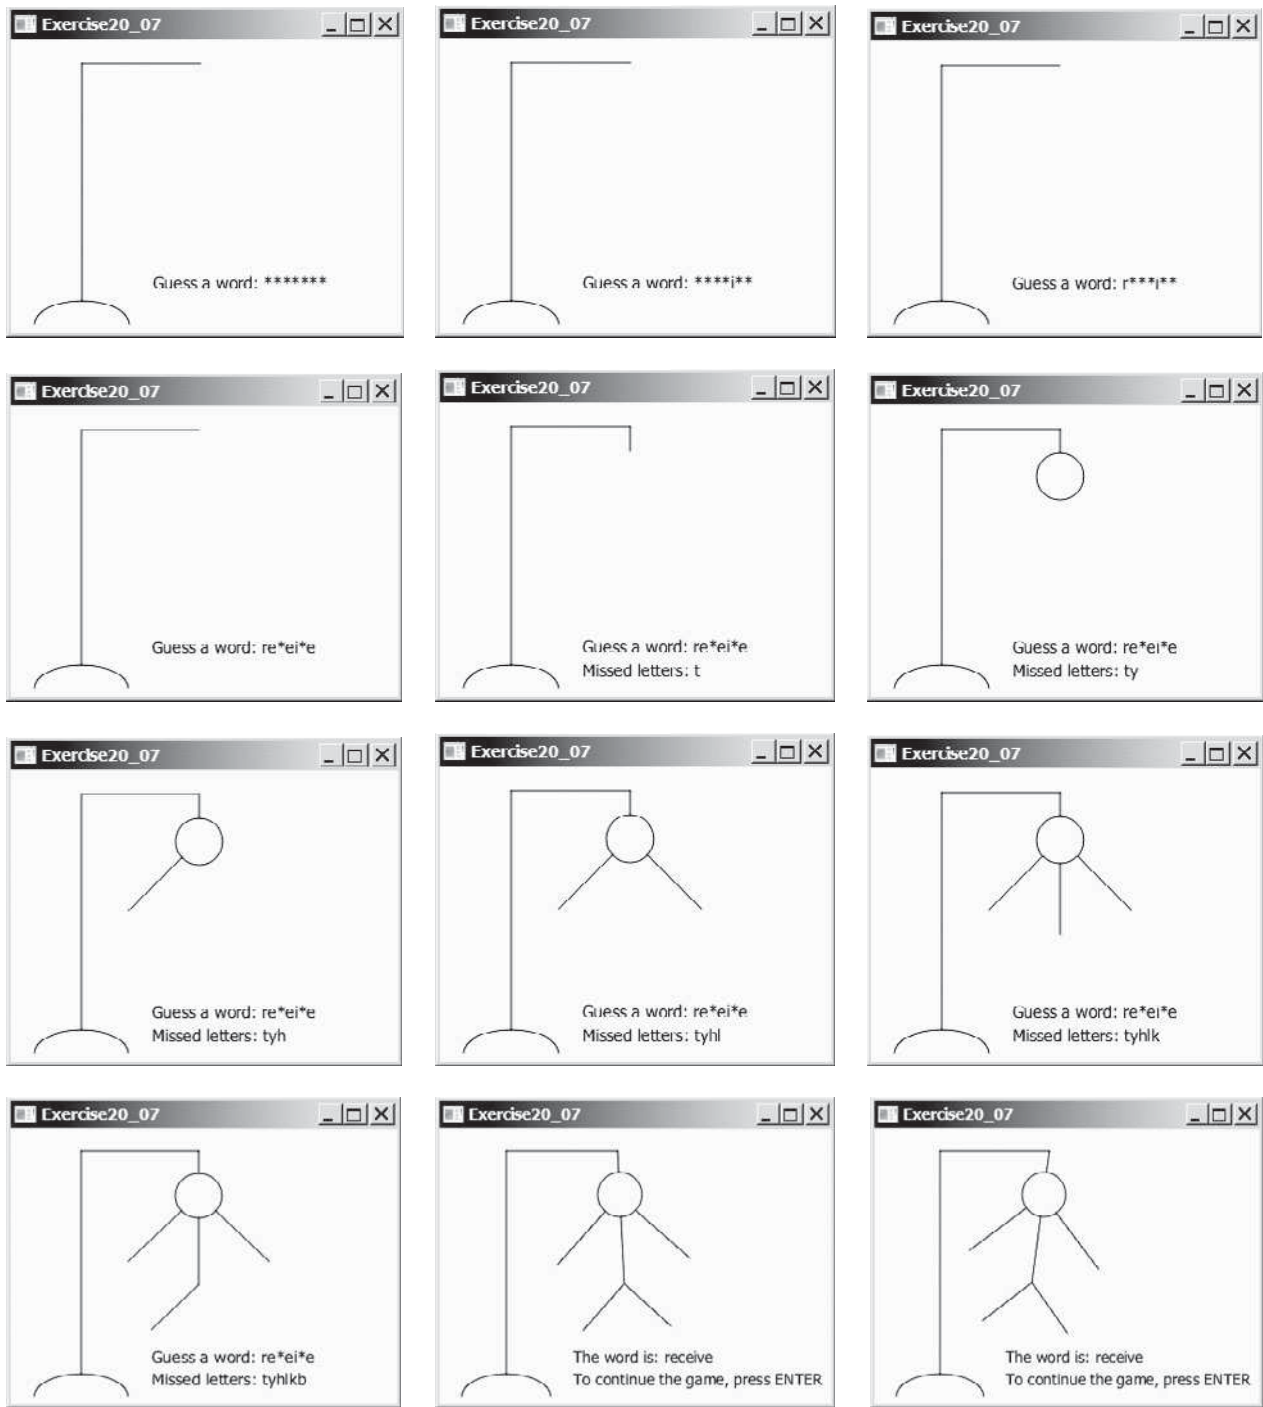 Exercise20_07
Guess a word: *******
Exercise20_07
Guess a word: ****i**
Exercise20_07
Guess a word: r***i**
Exercise20_07
Guess a word: re*ei*e
Exercise20_07
Guess a word: re*ei*e
Missed letters: t
Exercise20_07
Guess a word: re*ei*e
Missed letters: ty
Exercise20_07
Guess a word: re*ei*e
Missed letters: tyh
Exercise20_07
Guess a word: re*ei*e
Missed letters: tyhl
Exercise20_07
Guess a word: re*ei*e
Missed letters: tyhlk
Exercise20_07
Guess a word: re*ei*e
Missed letters: tyhlkb
Exercise20_07
The word is: receive
To continue the game, press ENTER
Exercise20_07
The word is: receive
To continue the game, press ENTER